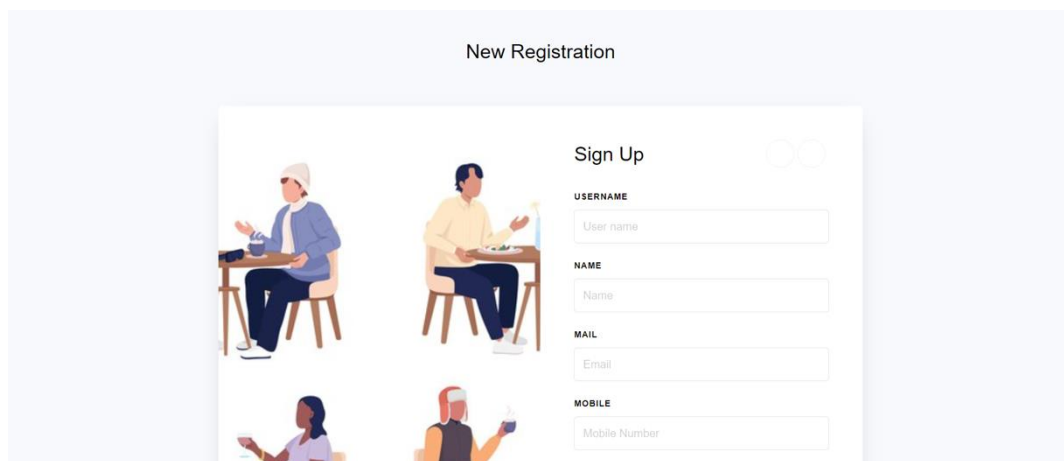 New Registration
Sign Up
USERNAME
User name
NAME
Name
MAIL
Email
MOBILE
Mobile Number